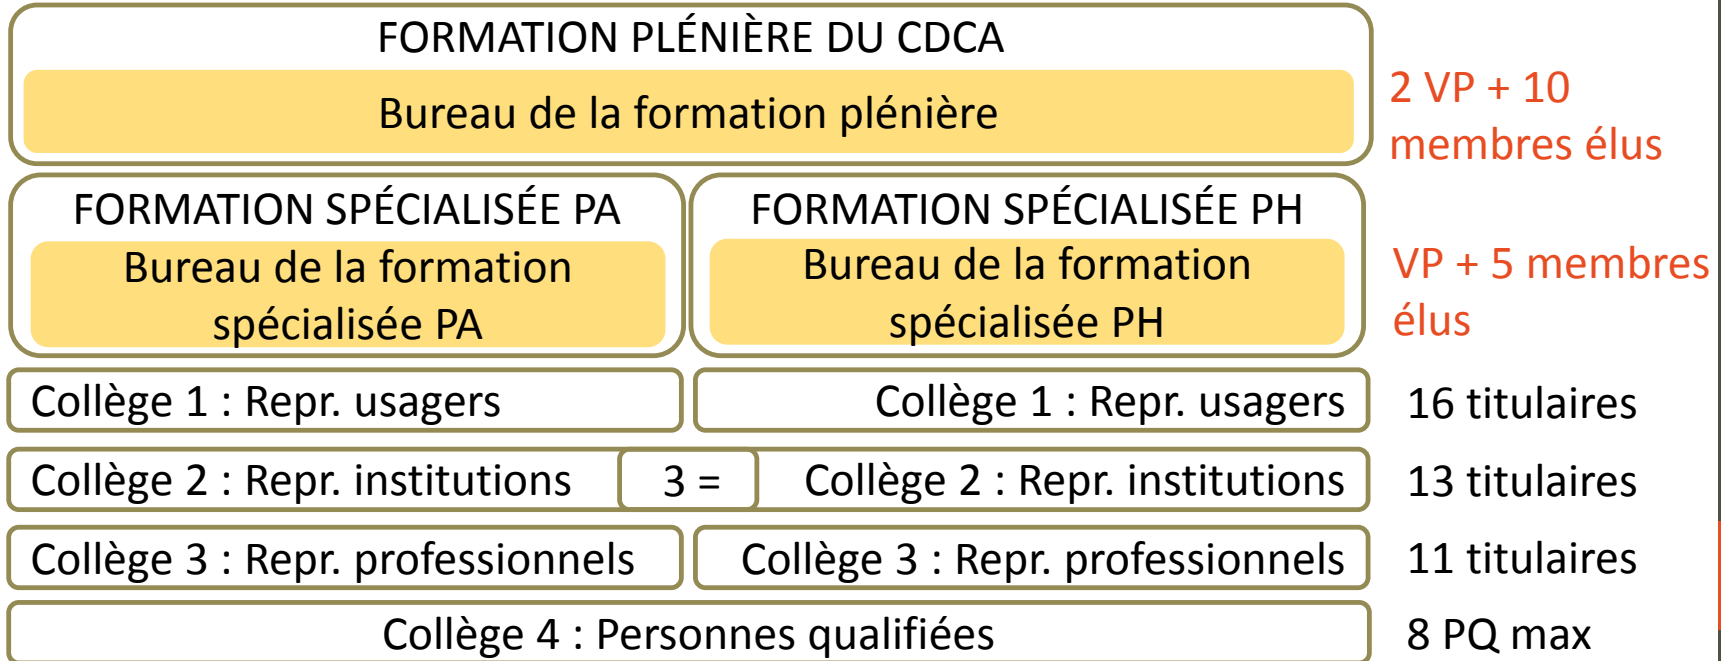 FORMATION PLÉNIÈRE DU CDCA
Bureau de la formation plénière
2 VP + 10
membres élus
FORMATION SPÉCIALISÉE PA
Bureau de la formation
spécialisée PA
FORMATION SPÉCIALISÉE PH
Bureau de la formation
spécialisée PH
VP + 5 membres
élus
Collège 1 : Repr. usagers
Collège 1 : Repr. usagers
16 titulaires
Collège 2 : Repr. institutions
3 =
Collège 2 : Repr. institutions
13 titulaires
Collège 3 : Repr. professionnels
Collège 3 : Repr. professionnels
11 titulaires
Collège 4 : Personnes qualifiées
8 PQ max